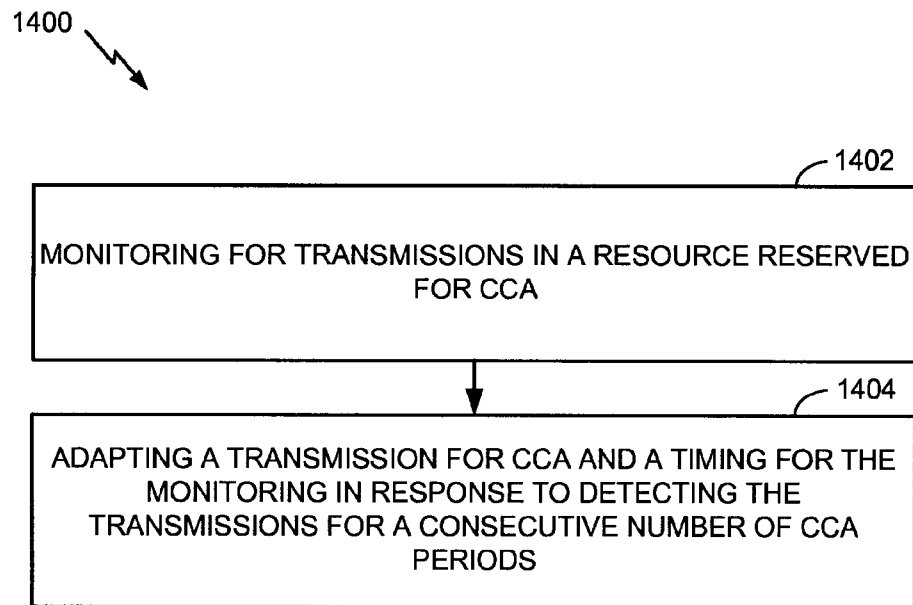 1400
1402
MONITORING FOR TRANSMISSIONS IN A RESOURCE RESERVED
FOR CCA
1404
ADAPTING A TRANSMISSION FOR CCA AND A TIMING FOR THE
MONITORING IN RESPONSE TO DETECTING THE
TRANSMISSIONS FOR A CONSECUTIVE NUMBER OF CCA
PERIODS